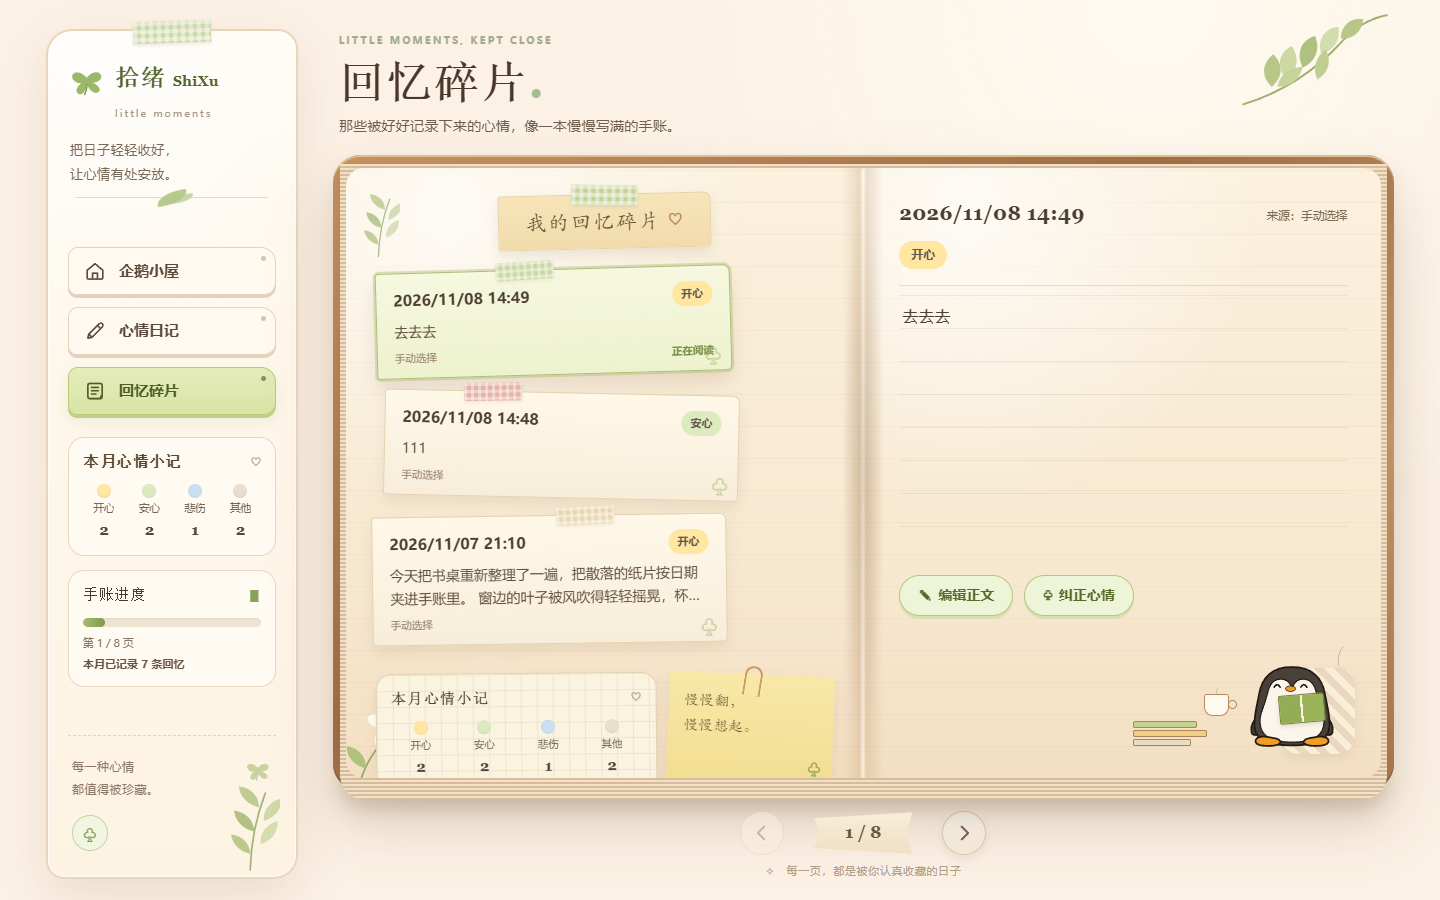 拾绪 ShiXu
little moments
把日子轻轻收好，
让心情有处安放。
企鹅小屋
心情日记
回忆碎片
本月心情小记
开心 安心 悲伤 其他
2 2 1 2
手账进度
第 1 / 8 页
本月已记录 7 条回忆
每一种心情
都值得被珍藏。
LITTLE MOMENTS, KEPT CLOSE
回忆碎片.
那些被好好记录下来的心情，像一本慢慢写满的手账。
我的回忆碎片
2026/11/08 14:49 开心
去去去
手动选择 正在阅读
2026/11/08 14:48 安心
111
手动选择
2026/11/07 21:10 开心
今天把书桌重新整理了一遍，把散落的纸片按日期
夹进手账里。 窗边的叶子被风吹得轻轻摇晃，杯...
手动选择
本月心情小记
开心 安心 悲伤 其他
2 2 1 2
慢慢翻，
慢慢想起。
2026/11/08 14:49 来源：手动选择
开心
去去去
编辑正文 纠正心情
1 / 8
每一页，都是被你认真收藏的日子